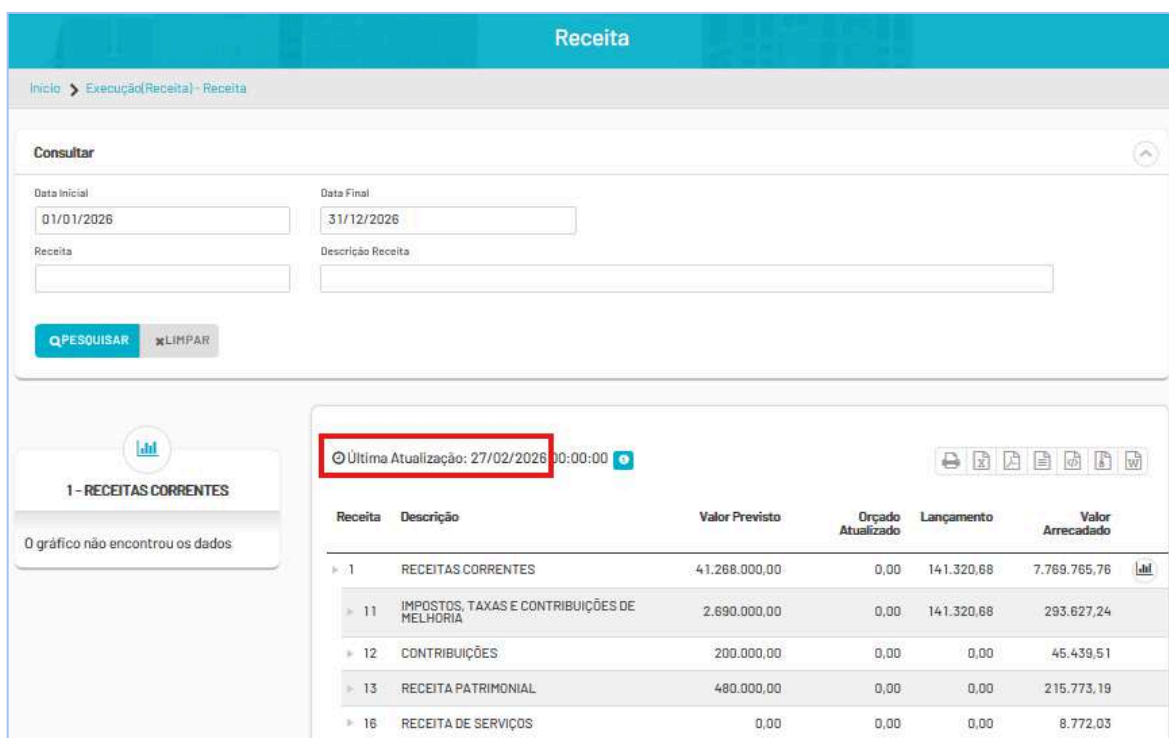 Receita
Início > Execução(Receita) - Receita
Consultar
Data Inicial Data Final
01/01/2026 31/12/2026
Receita Descrição Receita
PESQUISAR LIMPAR
Última Atualização: 27/02/2026 00:00:00
1 - RECEITAS CORRENTES
O gráfico não encontrou os dados
Receita Descrição Valor Previsto Orçado Atualizado Lançamento Valor Arrecadado
1 RECEITAS CORRENTES 41.268.000,00 0,00 141.320,68 7.769.765,76
11 IMPOSTOS, TAXAS E CONTRIBUIÇÕES DE MELHORIA 2.690.000,00 0,00 141.320,68 293.627,24
12 CONTRIBUIÇÕES 200.000,00 0,00 0,00 45.439,51
13 RECEITA PATRIMONIAL 480.000,00 0,00 0,00 215.773,19
16 RECEITA DE SERVIÇOS 0,00 0,00 0,00 8.772,03